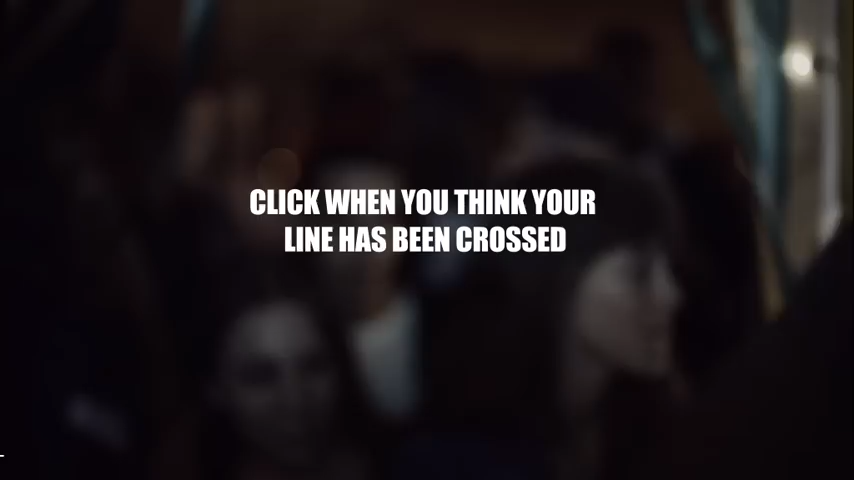 CLICK WHEN YOU THINK YOUR
LINE HAS BEEN CROSSED